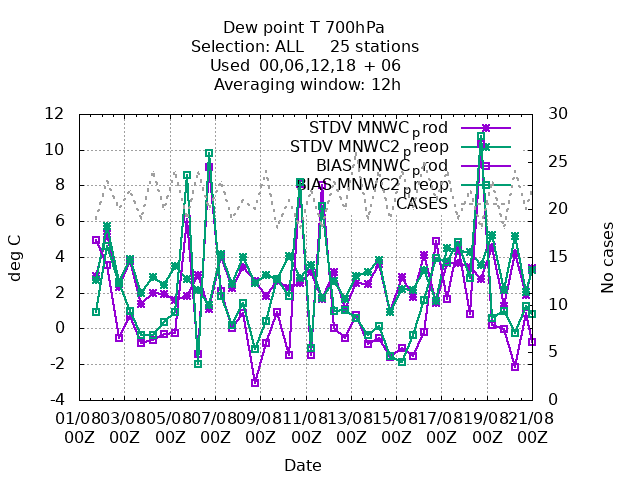 Dew point T 700hPa
Selection: ALL 25 stations
Used 00,06,12,18 + 06
Averaging window: 12h
12
10
8
6
4
2
0
-2
-4
deg C
30
25
20
15
10
5
0
No cases
STDV MNWC_prod
STDV MNWC2_preop
BIAS MNWC_prod
BIAS MNWC2_preop
CASES
01/08 03/08 05/08 07/08 09/08 11/08 13/08 15/08 17/08 19/08 21/08
00Z 00Z 00Z 00Z 00Z 00Z 00Z 00Z 00Z 00Z 00Z
Date